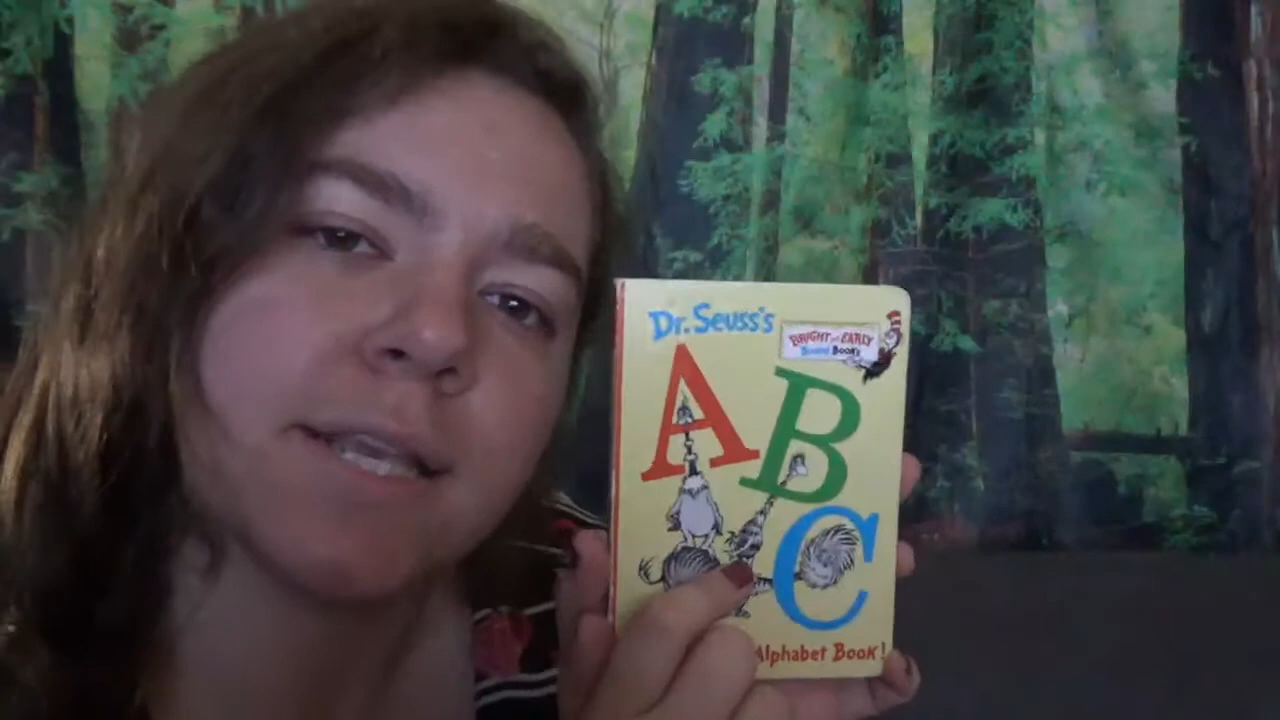 Dr. Seuss's
BRIGHT and EARLY
Board Books
A
B
C
Alphabet Book!